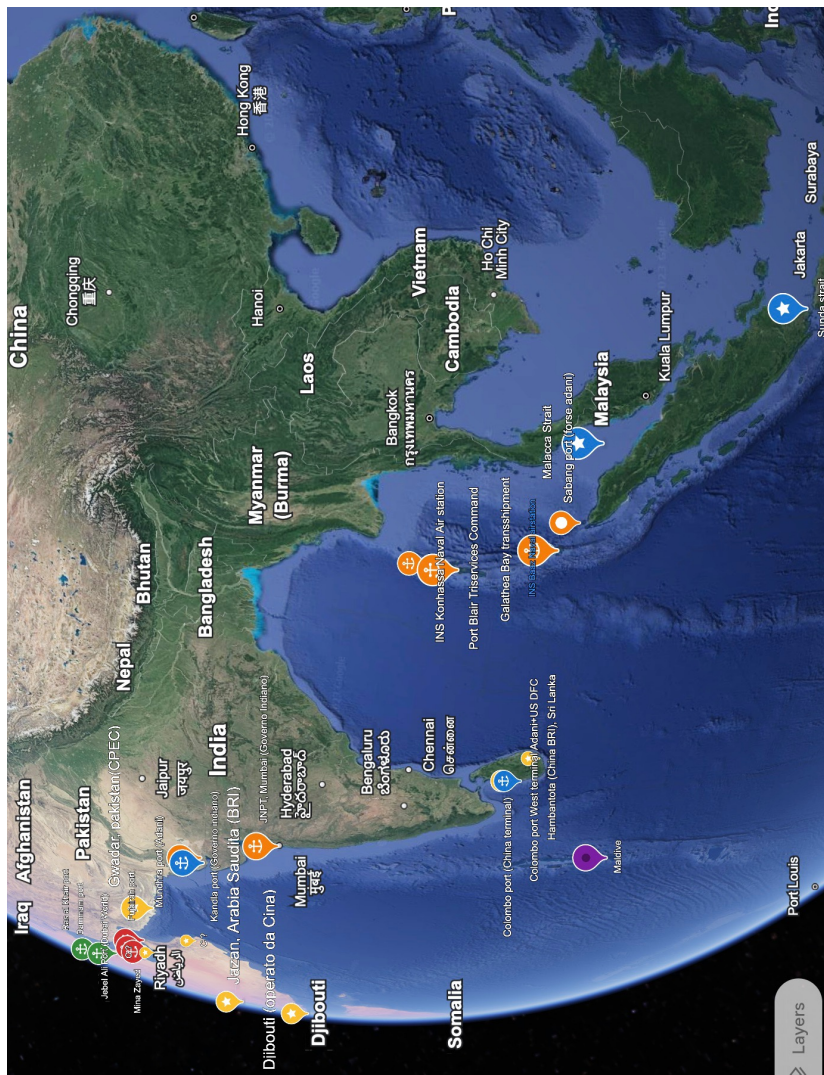 Iraq
Afghanistan
China
Jebel Ali Port (Dubai World)
Pakistan
Gwadar, pakistan(CPEC)
Chongqing
重庆
Mina Zayed
Nepal
Bhutan
Riyadh
الرياض
Mundhra port (Adani)
Jaipur
जयपुर
Bangladesh
Kandla port (Governo indiano)
India
Jazan, Arabia Saudita (BRI)
Myanmar
(Burma)
Hanoi
Hong Kong
香港
Djibouti (operato da Cina)
JNPT, Mumbai (Governo Indiano)
Hyderabad
హైదరాబాద్
Mumbai
मुंबई
Laos
Djibouti
Bengaluru
ಬೆಂಗಳೂರು
Bangkok
กรุงเทพมหานคร
Vietnam
Chennai
சென்னை
INS Konhassa Naval Air station
Cambodia
Somalia
Port Blair Triservices Command
Ho Chi
Minh City
Galathea Bay transshipment
Colombo port (China terminal)
Colombo port West terminal Adani+US DFC
Hambantota (China BRI), Sri Lanka
Malacca Strait
Sabang port (forse adani)
Malaysia
Maldive
Kuala Lumpur
Port Louis
Jakarta
Surabaya
Sunda strait
Layers